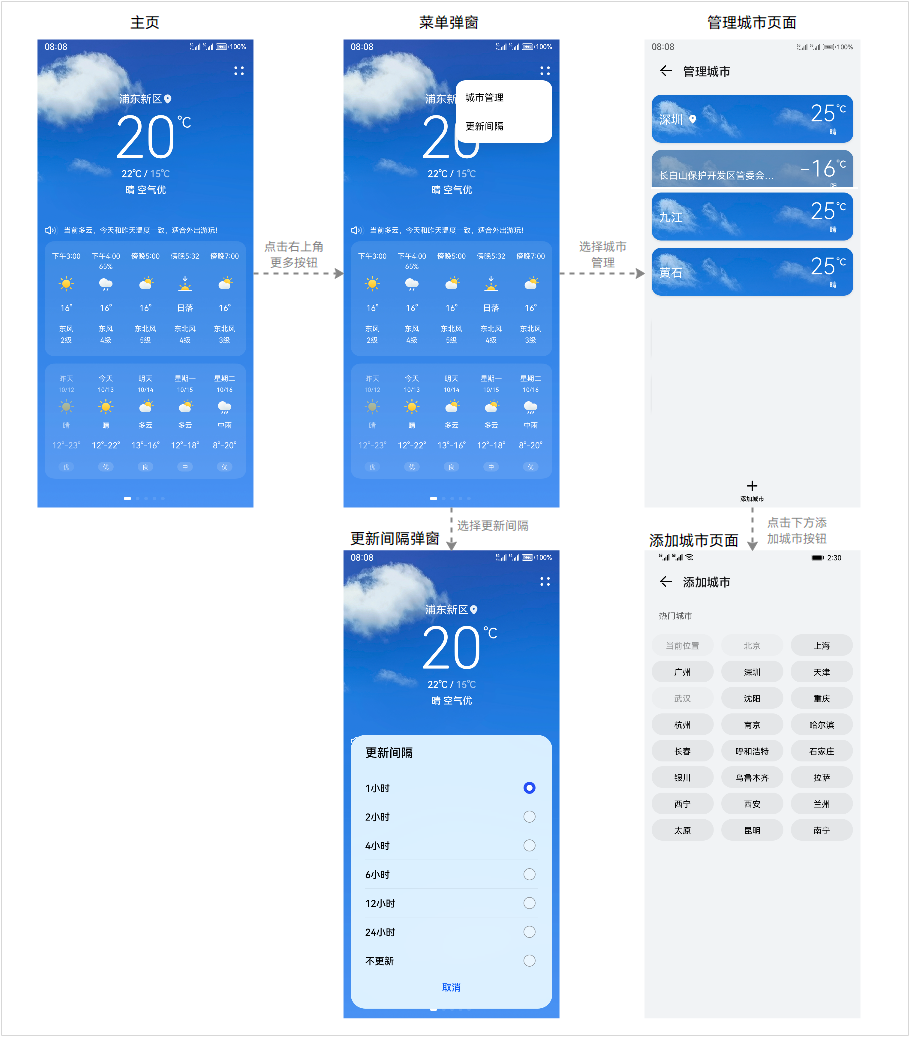 主页
08:08
100%
浦东新区
20℃
22℃ / 15℃
晴 空气优
当前多云，今天和昨天温度一致，适合外出游玩！
下午3:00 下午4:00 傍晚5:00 傍晚5:32 傍晚7:00
65%
16° 16° 16° 日落 16°
东风 东风 东北风 东北风 东北风
2级 4级 5级 4级 3级
昨天 今天 明天 星期一 星期二
10/12 10/13 10/14 10/15 10/16
晴 晴 多云 多云 中雨
12°-23° 12°-22° 13°-16° 12°-18° 8°-20°
优 优 良 中 优
点击右上角
更多按钮
菜单弹窗
08:08
100%
城市管理
更新间隔
浦东新
20
22℃ / 15℃
晴 空气优
当前多云，今天和昨天温度一致，适合外出游玩！
下午3:00 下午4:00 傍晚5:00 傍晚5:32 傍晚7:00
65%
16° 16° 16° 日落 16°
东风 东风 东北风 东北风 东北风
2级 4级 5级 4级 3级
昨天 今天 明天 星期一 星期二
10/12 10/13 10/14 10/15 10/16
晴 晴 多云 多云 中雨
12°-23° 12°-22° 13°-16° 12°-18° 8°-20°
优 优 良 中 优
选择城市
管理
管理城市页面
08:08
100%
管理城市
深圳 25℃
晴
长白山保护开发区管委会... -16℃
九江 25℃
晴
黄石 25℃
晴
添加城市
选择更新间隔
更新间隔弹窗
08:08
100%
浦东新区
20℃
22℃ / 15℃
晴 空气优
更新间隔
1小时
2小时
4小时
6小时
12小时
24小时
不更新
取消
点击下方添
加城市按钮
添加城市页面
2:30
添加城市
热门城市
当前位置 北京 上海
广州 深圳 天津
武汉 沈阳 重庆
杭州 南京 哈尔滨
长春 呼和浩特 石家庄
银川 乌鲁木齐 拉萨
西宁 西安 兰州
太原 昆明 南宁